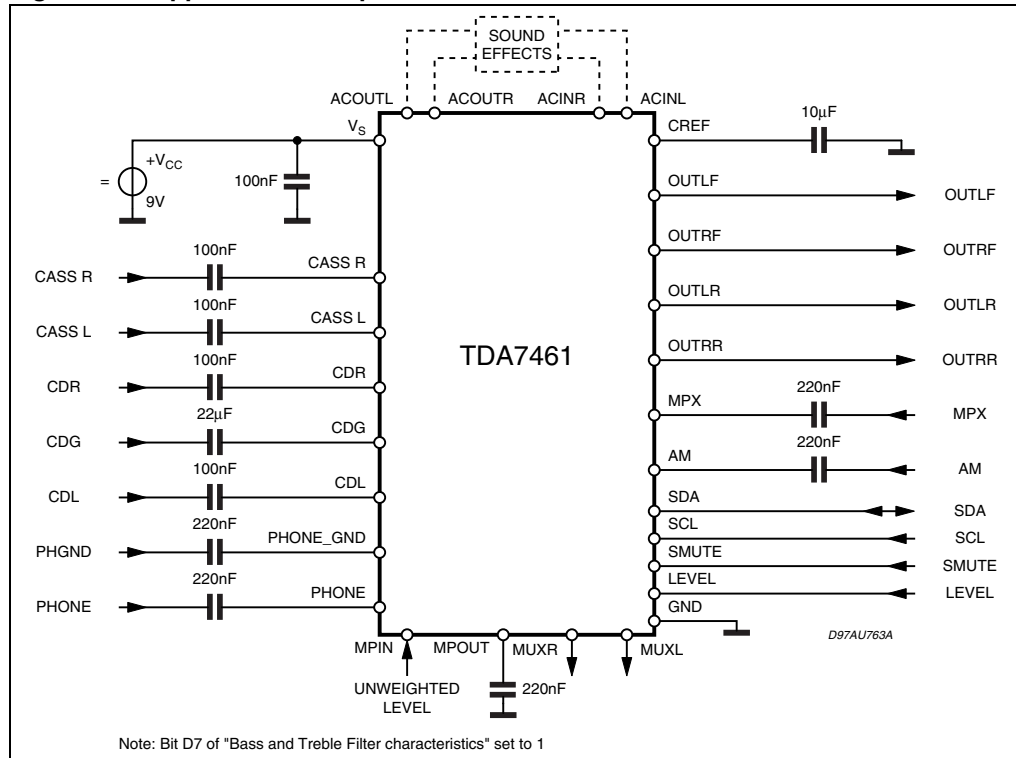 SOUND
EFFECTS
ACOUTL
ACOUTR
ACINR
ACINL
VS
CREF
10µF
+VCC
=
9V
100nF
OUTLF
OUTLF
OUTRF
OUTRF
CASS R
100nF
CASS R
OUTLR
OUTLR
CASS L
100nF
CASS L
TDA7461
OUTRR
OUTRR
CDR
100nF
CDR
MPX
220nF
MPX
CDG
22µF
CDG
AM
220nF
AM
CDL
100nF
CDL
SDA
SDA
SCL
SCL
PHGND
220nF
PHONE_GND
SMUTE
SMUTE
PHONE
220nF
PHONE
LEVEL
LEVEL
GND
D97AU763A
MPIN
MPOUT
MUXR
MUXL
UNWEIGHTED
LEVEL
220nF
Note: Bit D7 of "Bass and Treble Filter characteristics" set to 1